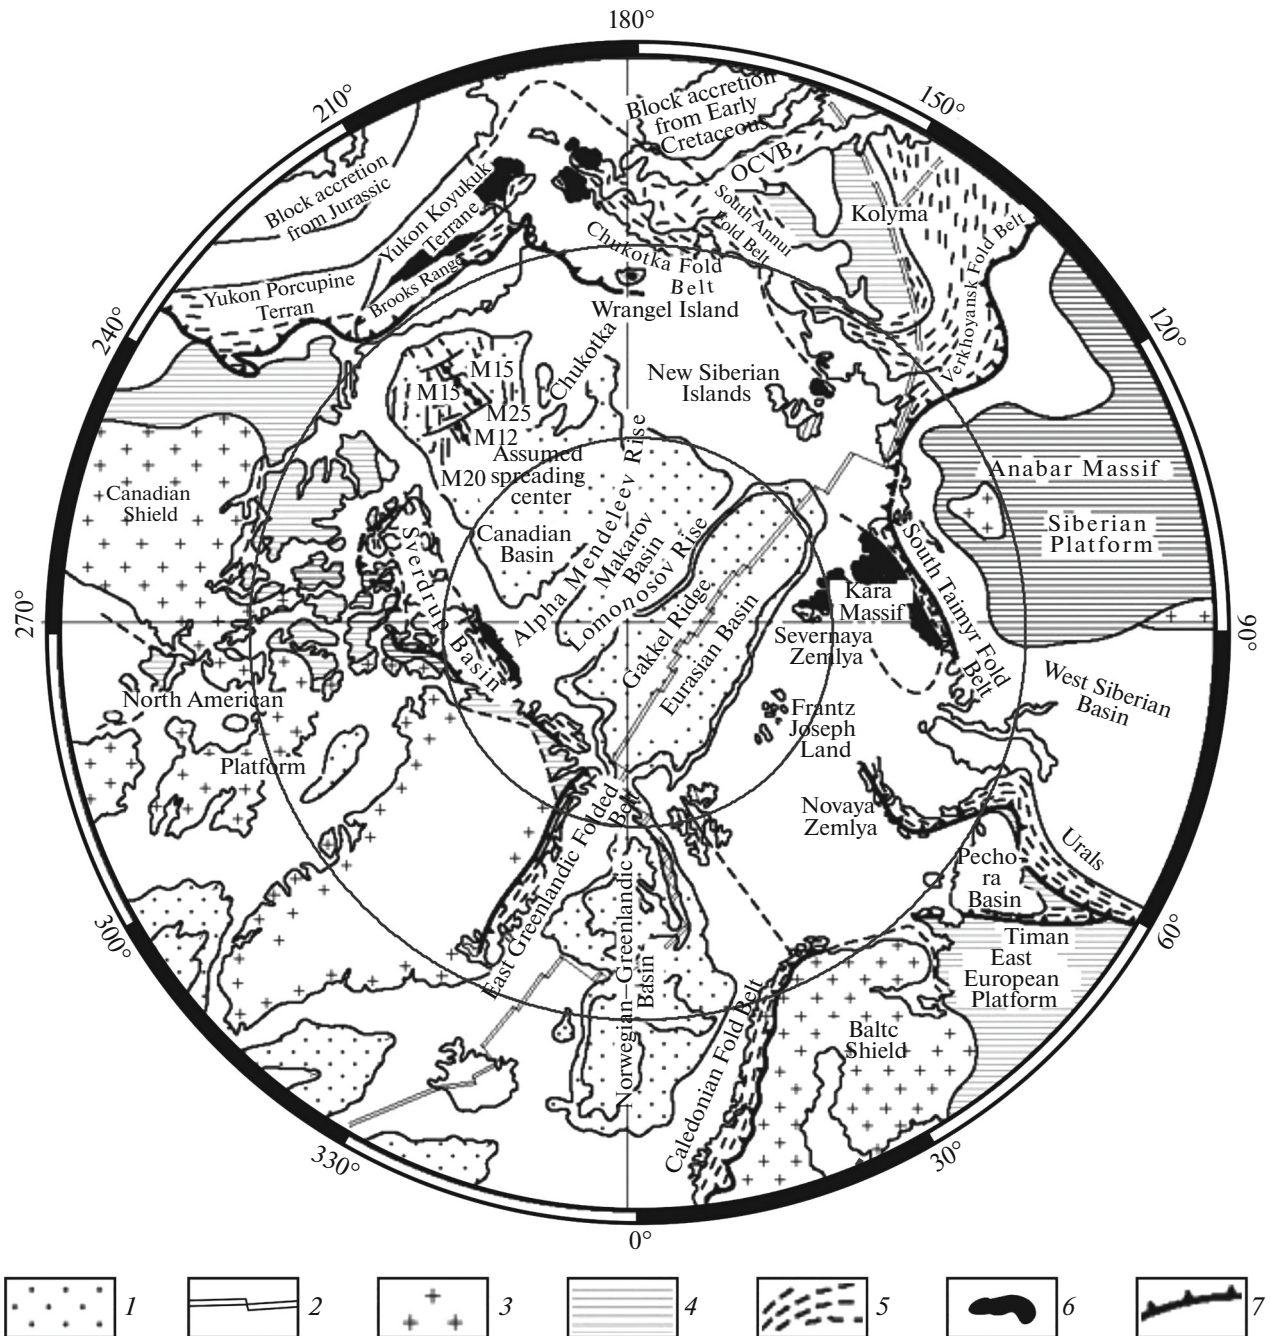 180°
210°
150°
Block accretion
from Early
Cretaceous
OCVB
Block accretion
from Jurassic
Yukon Koyukuk
Terrane
South Annui
Fold Belt
Kolyma
Chukotka Fold
Belt
Verkhoyansk Fold Belt
Brooks Range
Yukon Porcupine
Terran
Wrangel Island
240°
120°
Chukotka
M15
M15
M25
M12
M20
Assumed
spreading
center
New Siberian
Islands
Canadian
Shield
Anabar Massif
Siberian
Platform
Canadian
Basin
Alpha Mendeleev Rise
Makarov
Basin
Lomonosov Rise
Sverdrup Basin
Gakkel Ridge
Eurasian Basin
Kara
Massif
Severnaya
Zemlya
South Taimyr Fold
Belt
270°
90°
North American
Platform
Frantz
Joseph
Land
West Siberian
Basin
Novaya
Zemlya
Urals
Pecho-
ra
Basin
East Greenlandic Folded
Belt
Norwegian–Greenlandic
Basin
300°
60°
Timan
East
European
Platform
Caledonian Fold Belt
Baltc
Shield
330°
30°
0°
1
2
3
4
5
6
7